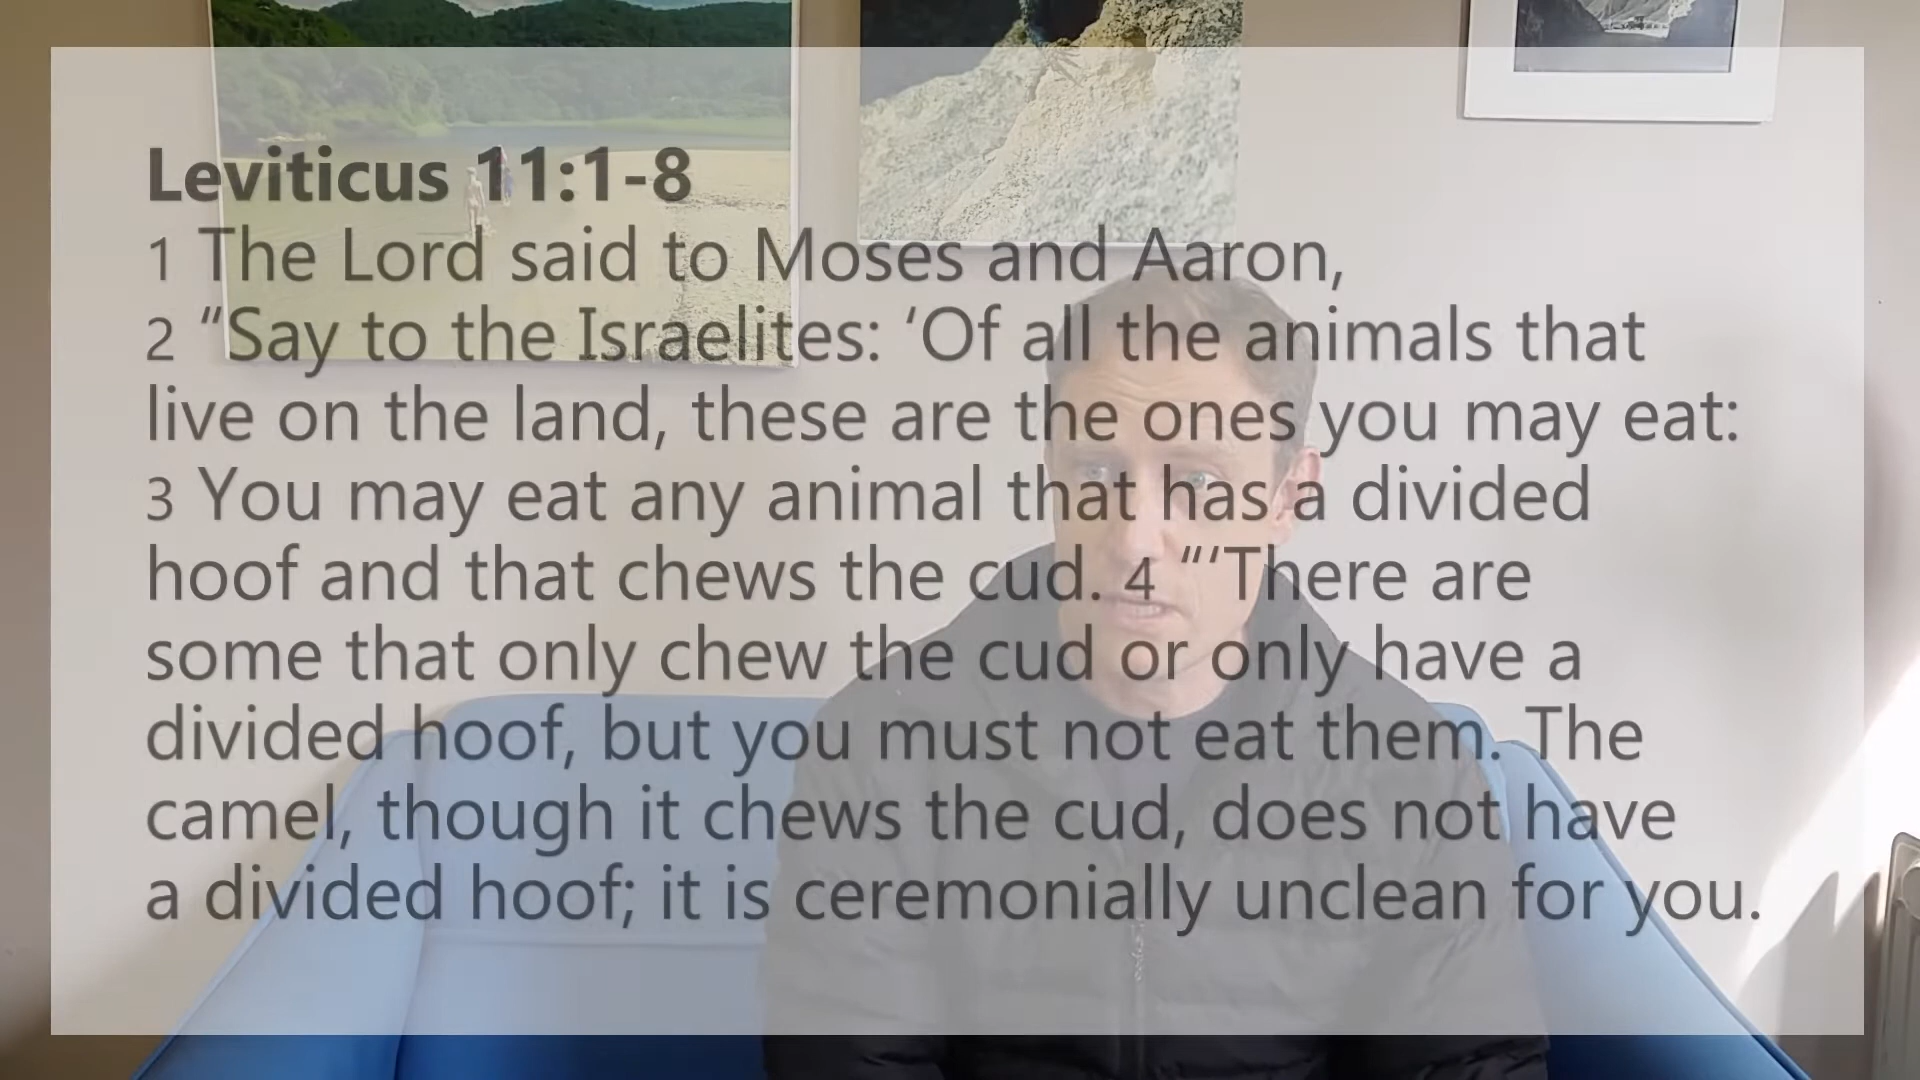 Leviticus 11:1-8
1 The Lord said to Moses and Aaron,
2 “Say to the Israelites: ‘Of all the animals that
live on the land, these are the ones you may eat:
3 You may eat any animal that has a divided
hoof and that chews the cud. 4 “‘There are
some that only chew the cud or only have a
divided hoof, but you must not eat them. The
camel, though it chews the cud, does not have
a divided hoof; it is ceremonially unclean for you.